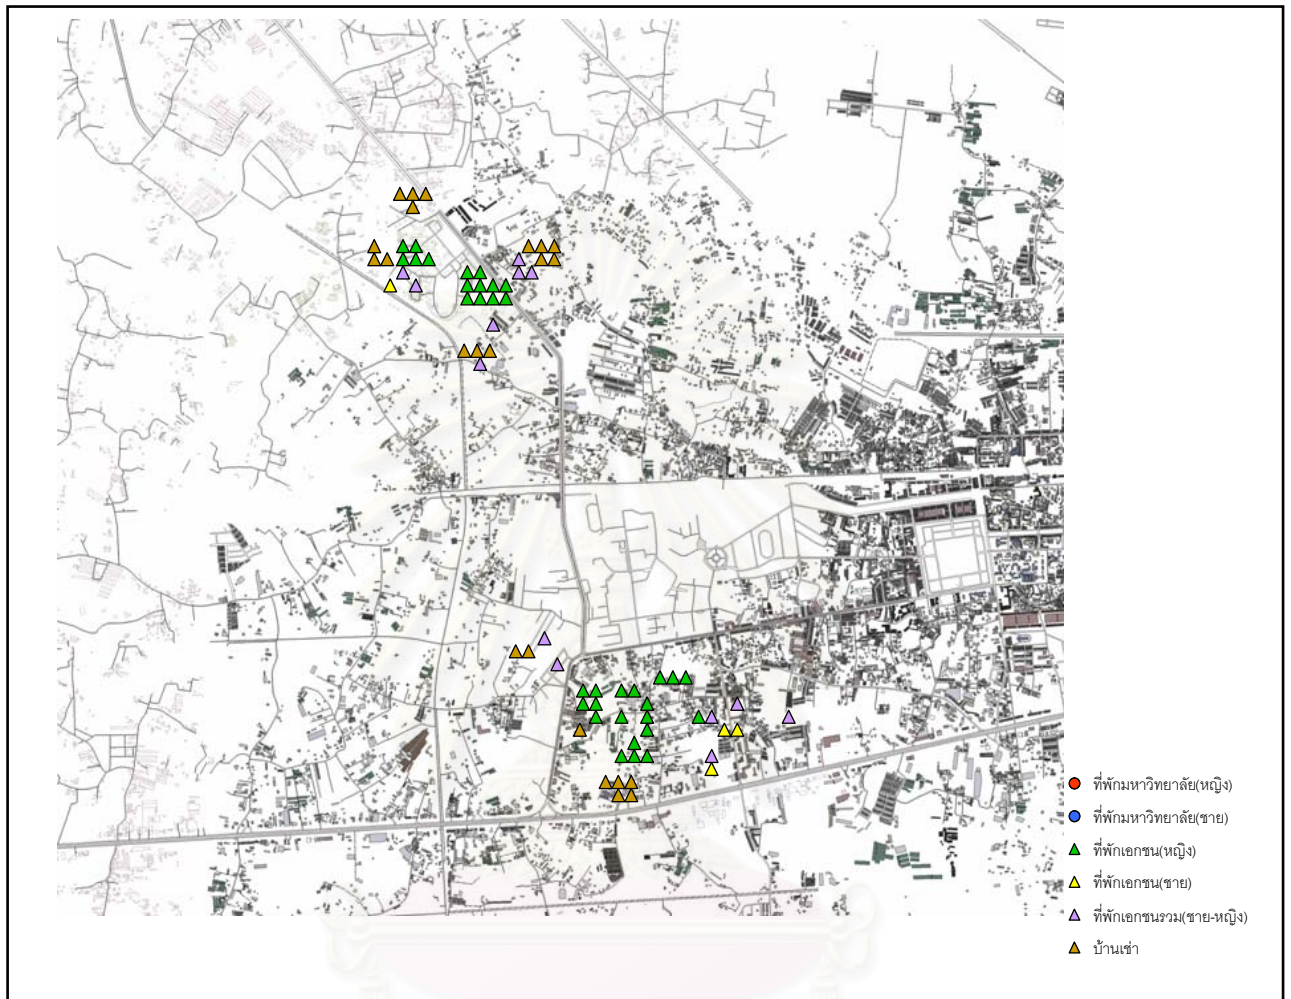 ที่พักมหาวิทยาลัย(หญิง)
ที่พักมหาวิทยาลัย(ชาย)
ที่พักเอกชน(หญิง)
ที่พักเอกชน(ชาย)
ที่พักเอกชนรวม(ชาย-หญิง)
บ้านเช่า